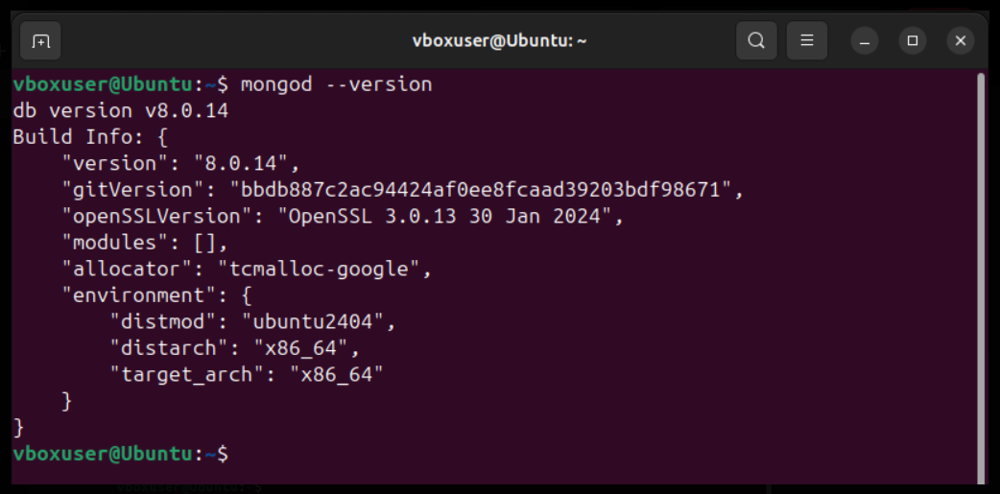 vboxuser@Ubuntu: ~
vboxuser@Ubuntu:~$ mongod --version
db version v8.0.14
Build Info: {
    "version": "8.0.14",
    "gitVersion": "bbdb887c2ac94424af0ee8fcaad39203bdf98671",
    "openSSLVersion": "OpenSSL 3.0.13 30 Jan 2024",
    "modules": [],
    "allocator": "tcmalloc-google",
    "environment": {
        "distmod": "ubuntu2404",
        "distarch": "x86_64",
        "target_arch": "x86_64"
    }
}
vboxuser@Ubuntu:~$